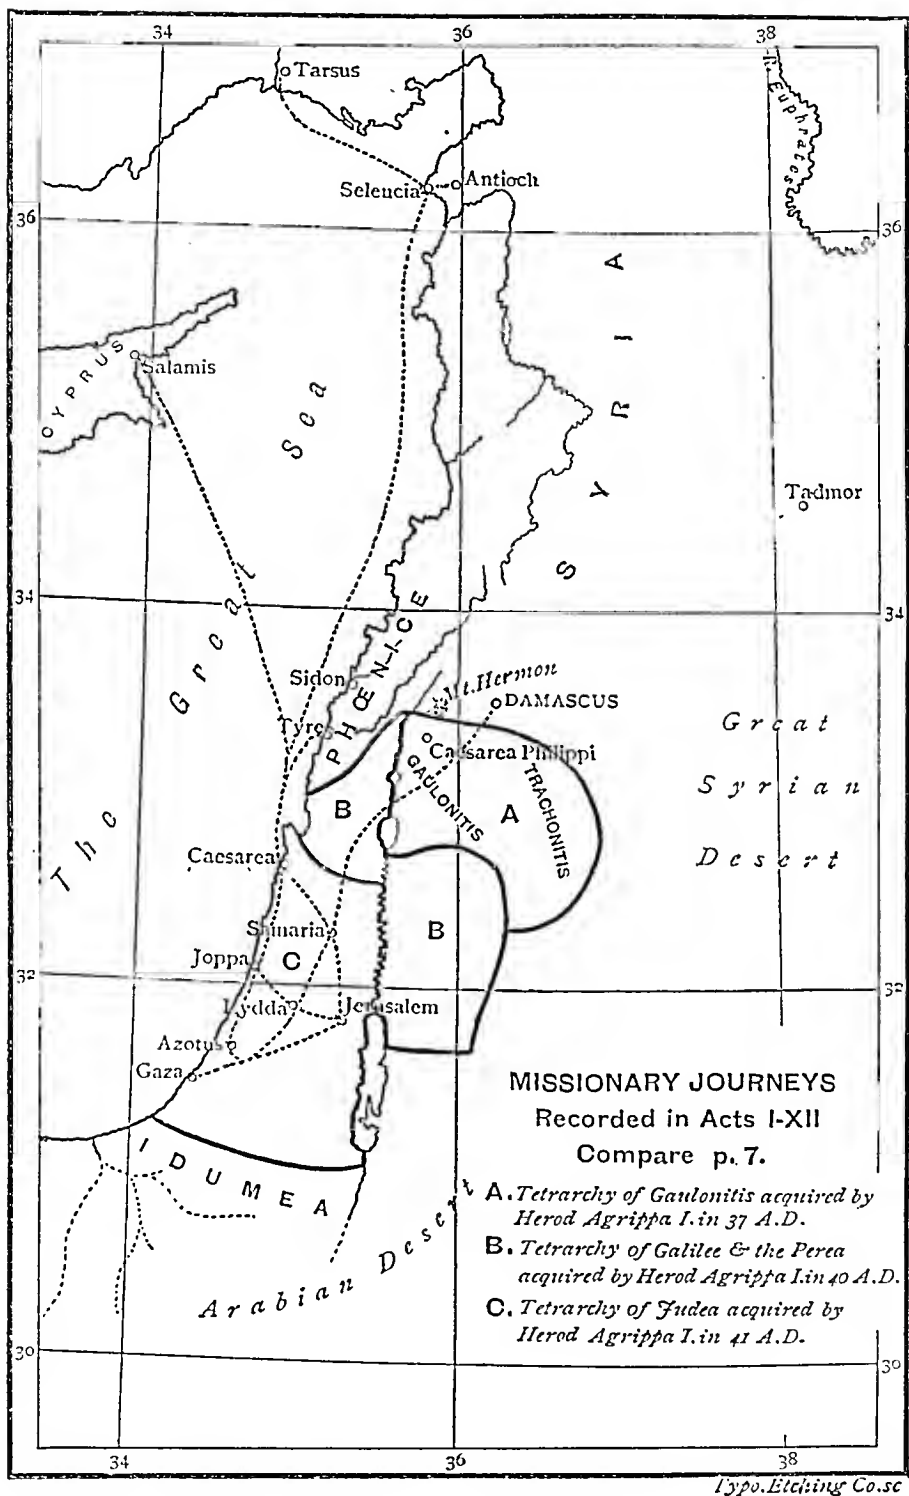 34 36 38
Tarsus
R. Euphrates
Seleucia
Antioch
36 36
SYRIA
CYPRUS
Salamis
The Great Sea
Tadmor
34 34
PHŒNICE
Sidon
Mt. Hermon
DAMASCUS
Tyre
Caesarea Philippi
GAULONITIS
TRACHONITIS
Great
Syrian
Desert
B
A
Caesarea
Samaria
B
Joppa
C
32 32
Lydda
Jerusalem
Azotus
Gaza
MISSIONARY JOURNEYS
Recorded in Acts I-XII
Compare p. 7.
IDUMEA
Arabian Desert
A. Tetrarchy of Gaulonitis acquired by
Herod Agrippa I. in 37 A.D.
B. Tetrarchy of Galilee & the Perea
acquired by Herod Agrippa I. in 40 A.D.
C. Tetrarchy of Judea acquired by
Herod Agrippa I. in 41 A.D.
30 30
34 36 38
Typo. Etching Co. sc